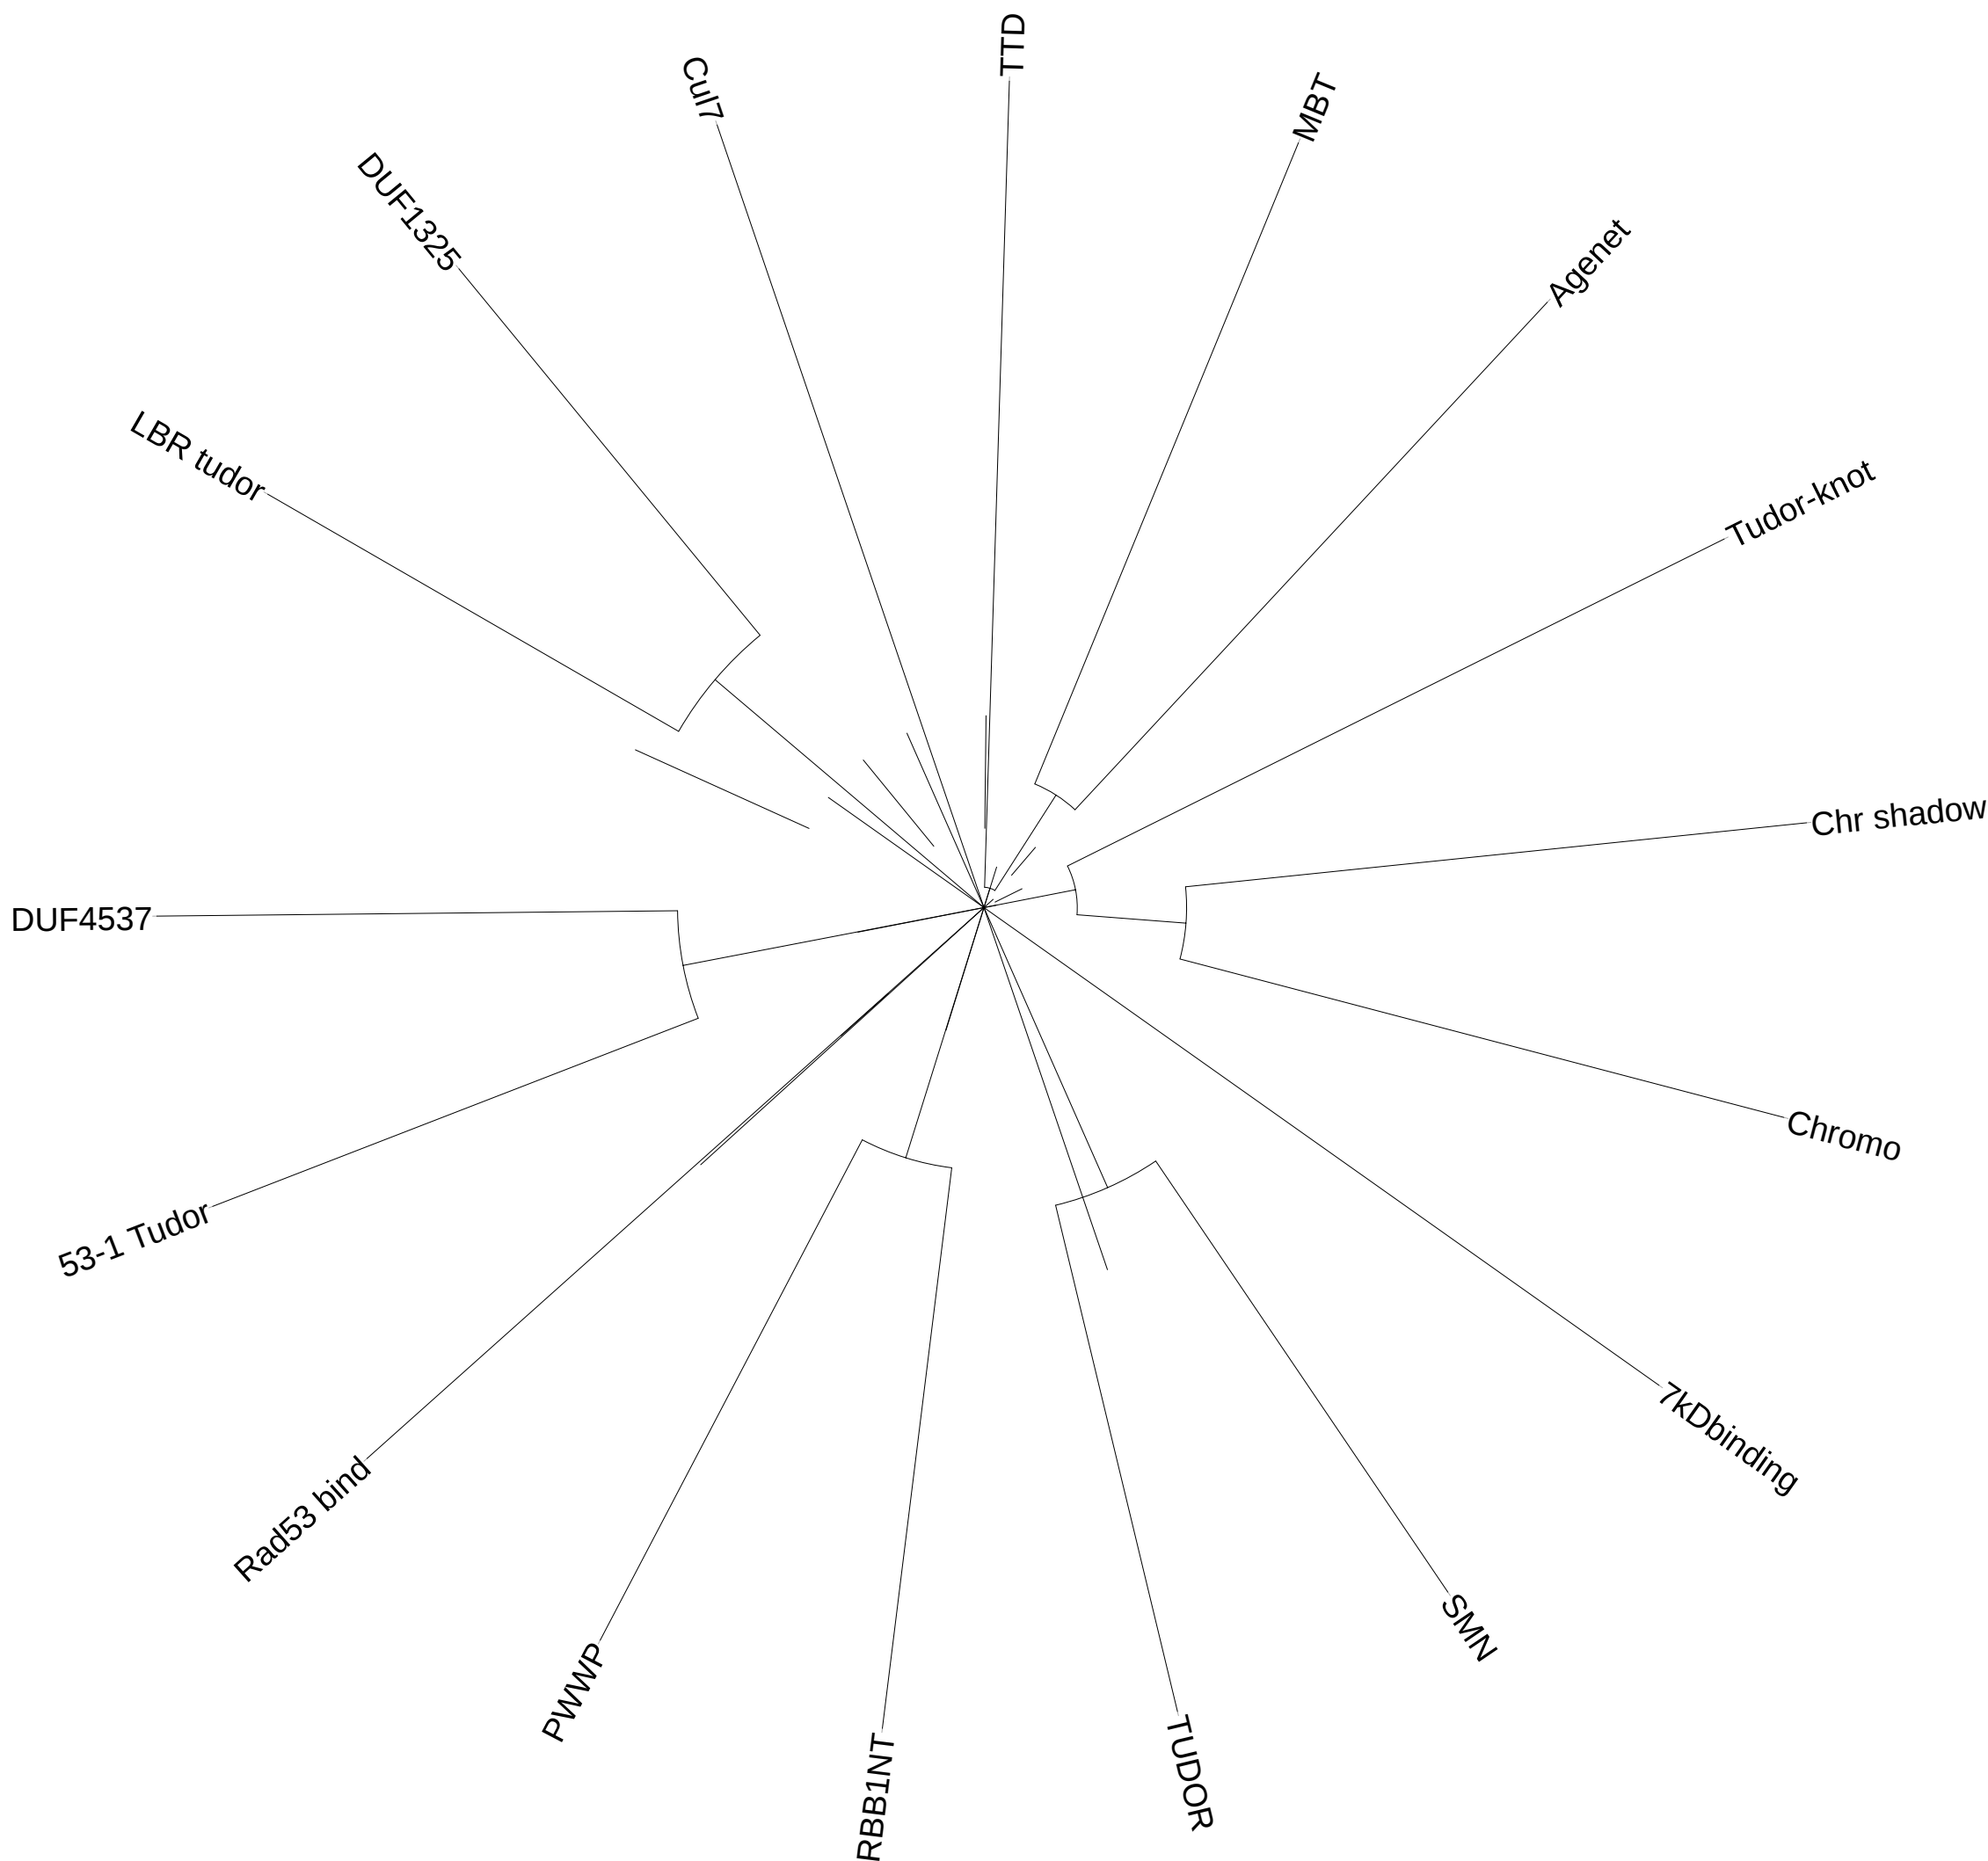 TTD
Cul7
MBT
DUF1325
Agenet
LBR tudor
Tudor-knot
Chr shadow
DUF4537
Chromo
53-1 Tudor
7kDbinding
Rad53 bind
SMN
PWWP
TUDOR
RBB1NT